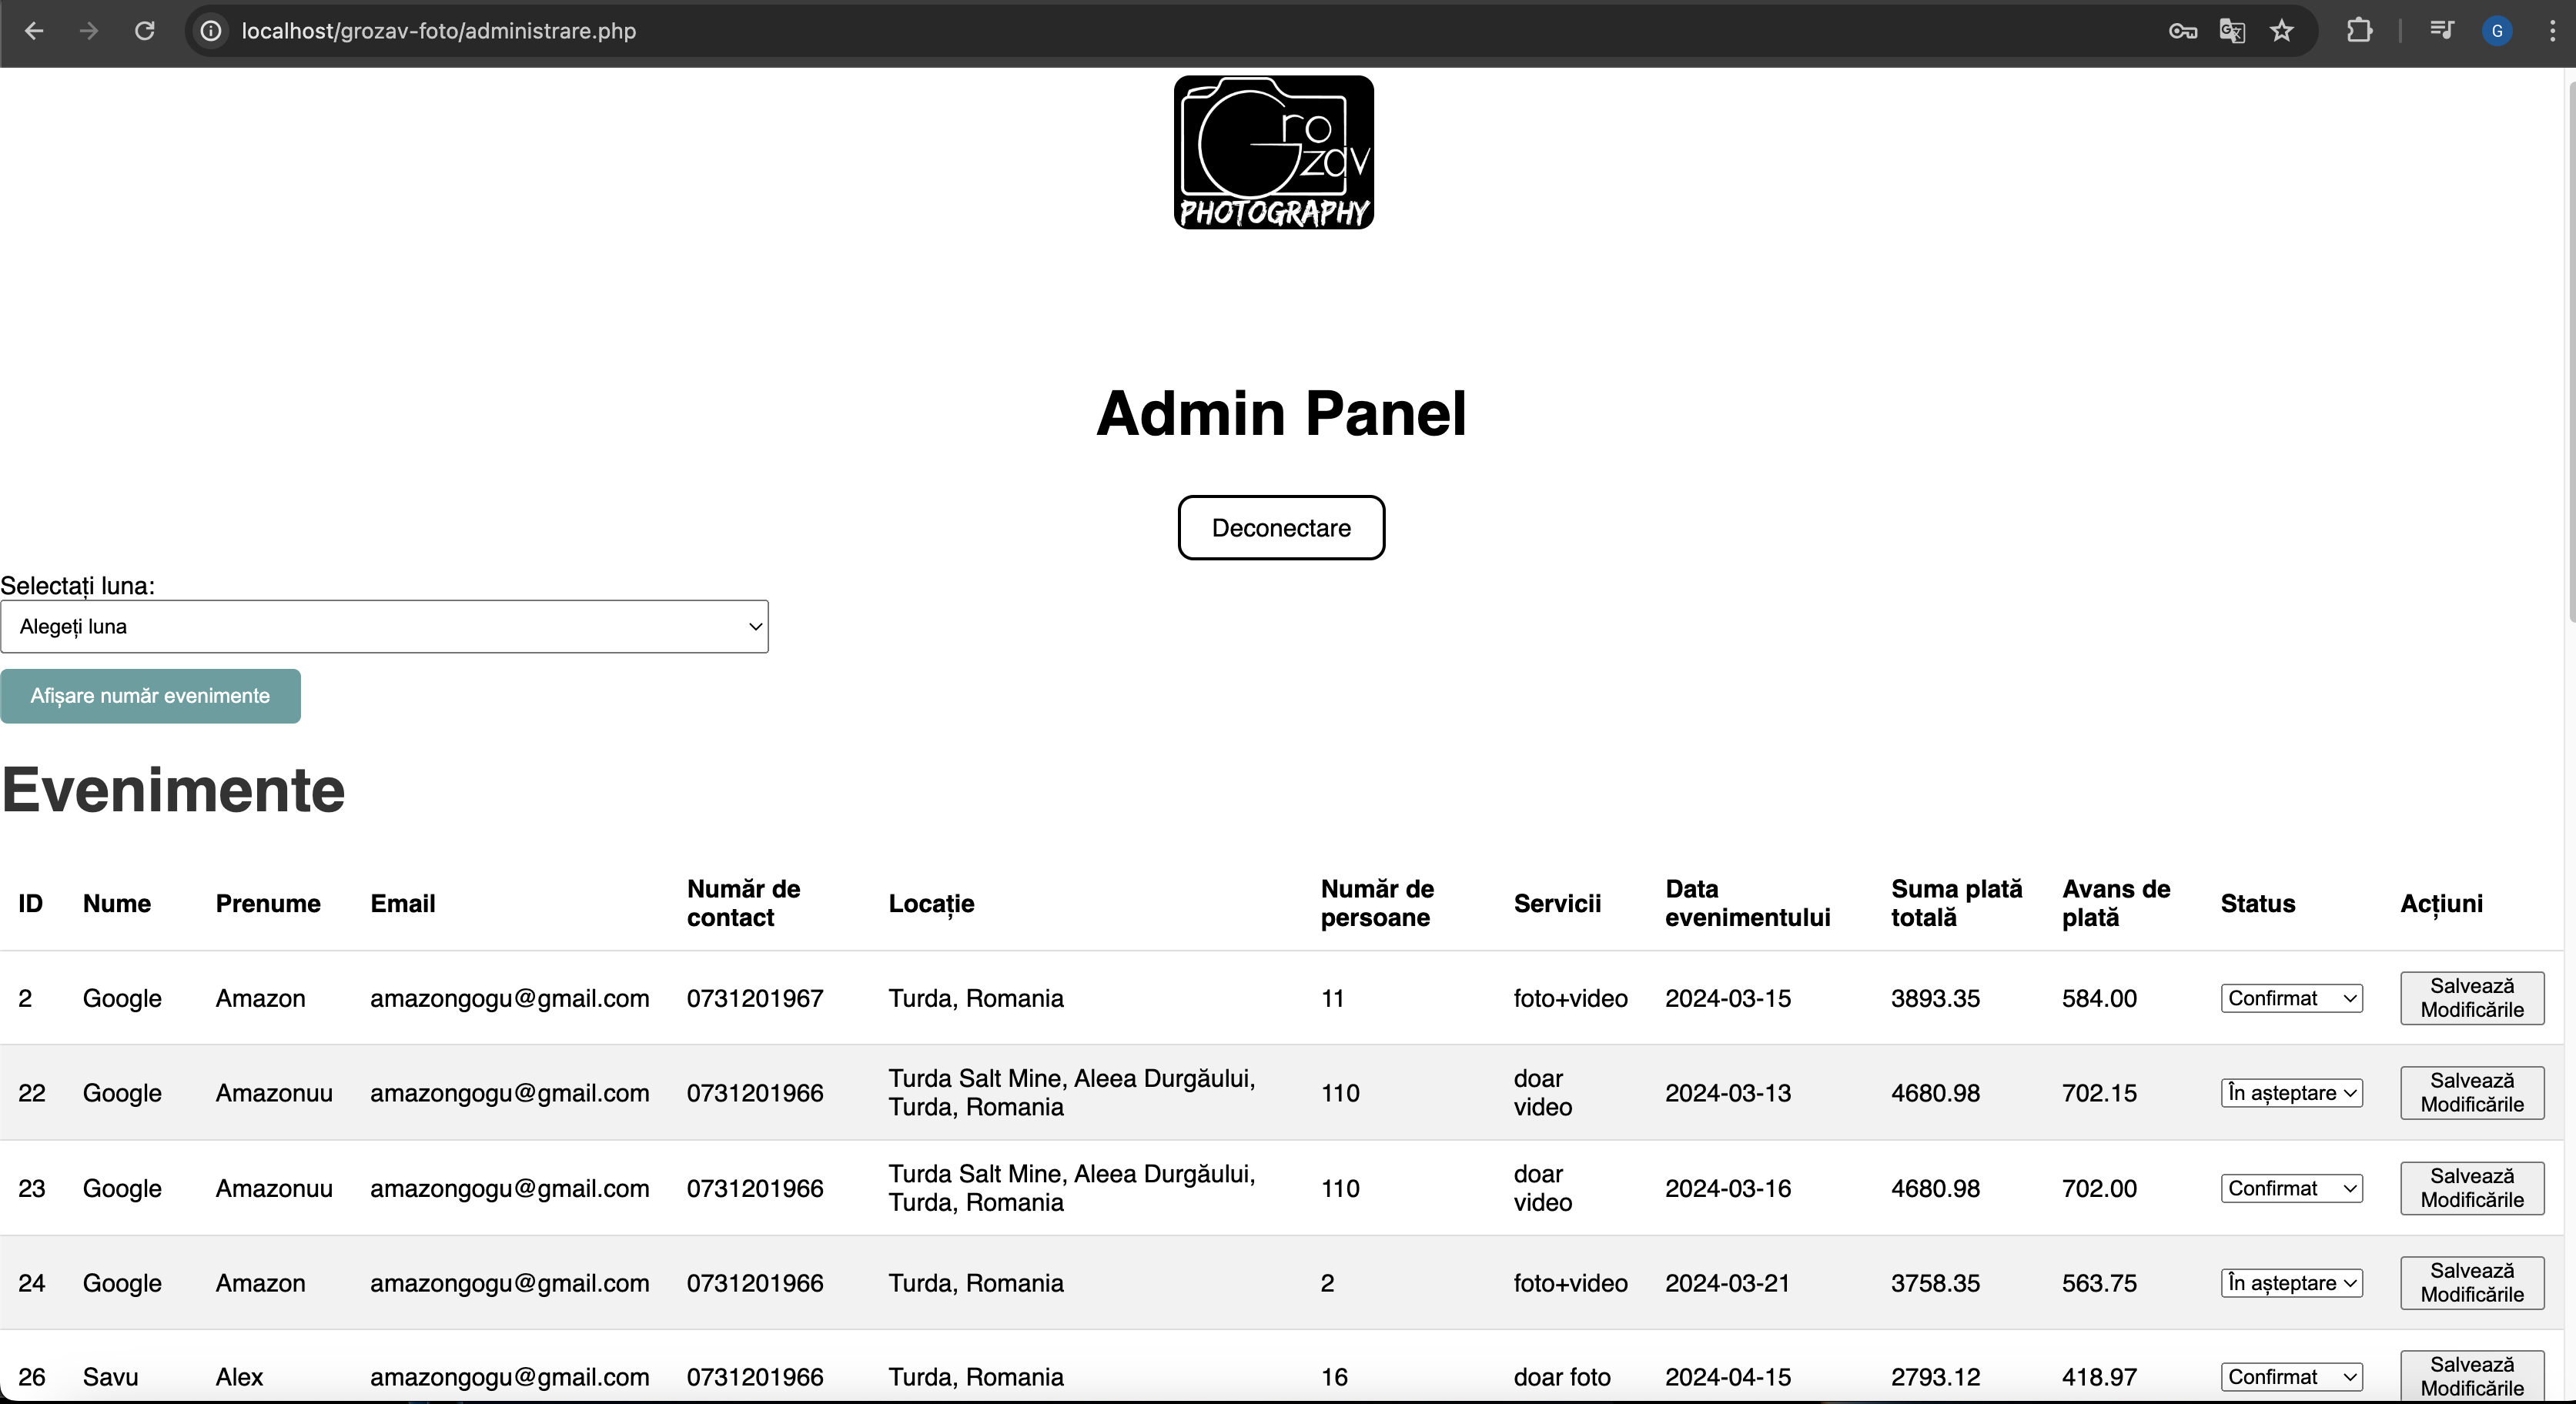 localhost/grozav-foto/administrare.php
G
Grozav
PHOTOGRAPHY
Admin Panel
Deconectare
Selectați luna:
Alegeți luna
Afișare număr evenimente
Evenimente
ID Nume Prenume Email Număr de contact Locație Număr de persoane Servicii Data evenimentului Suma plată totală Avans de plată Status Acțiuni
2 Google Amazon amazongogu@gmail.com 0731201967 Turda, Romania 11 foto+video 2024-03-15 3893.35 584.00 Confirmat Salvează Modificările
22 Google Amazonuu amazongogu@gmail.com 0731201966 Turda Salt Mine, Aleea Durgăului, Turda, Romania 110 doar video 2024-03-13 4680.98 702.15 În așteptare Salvează Modificările
23 Google Amazonuu amazongogu@gmail.com 0731201966 Turda Salt Mine, Aleea Durgăului, Turda, Romania 110 doar video 2024-03-16 4680.98 702.00 Confirmat Salvează Modificările
24 Google Amazon amazongogu@gmail.com 0731201966 Turda, Romania 2 foto+video 2024-03-21 3758.35 563.75 În așteptare Salvează Modificările
26 Savu Alex amazongogu@gmail.com 0731201966 Turda, Romania 16 doar foto 2024-04-15 2793.12 418.97 Confirmat Salvează Modificările